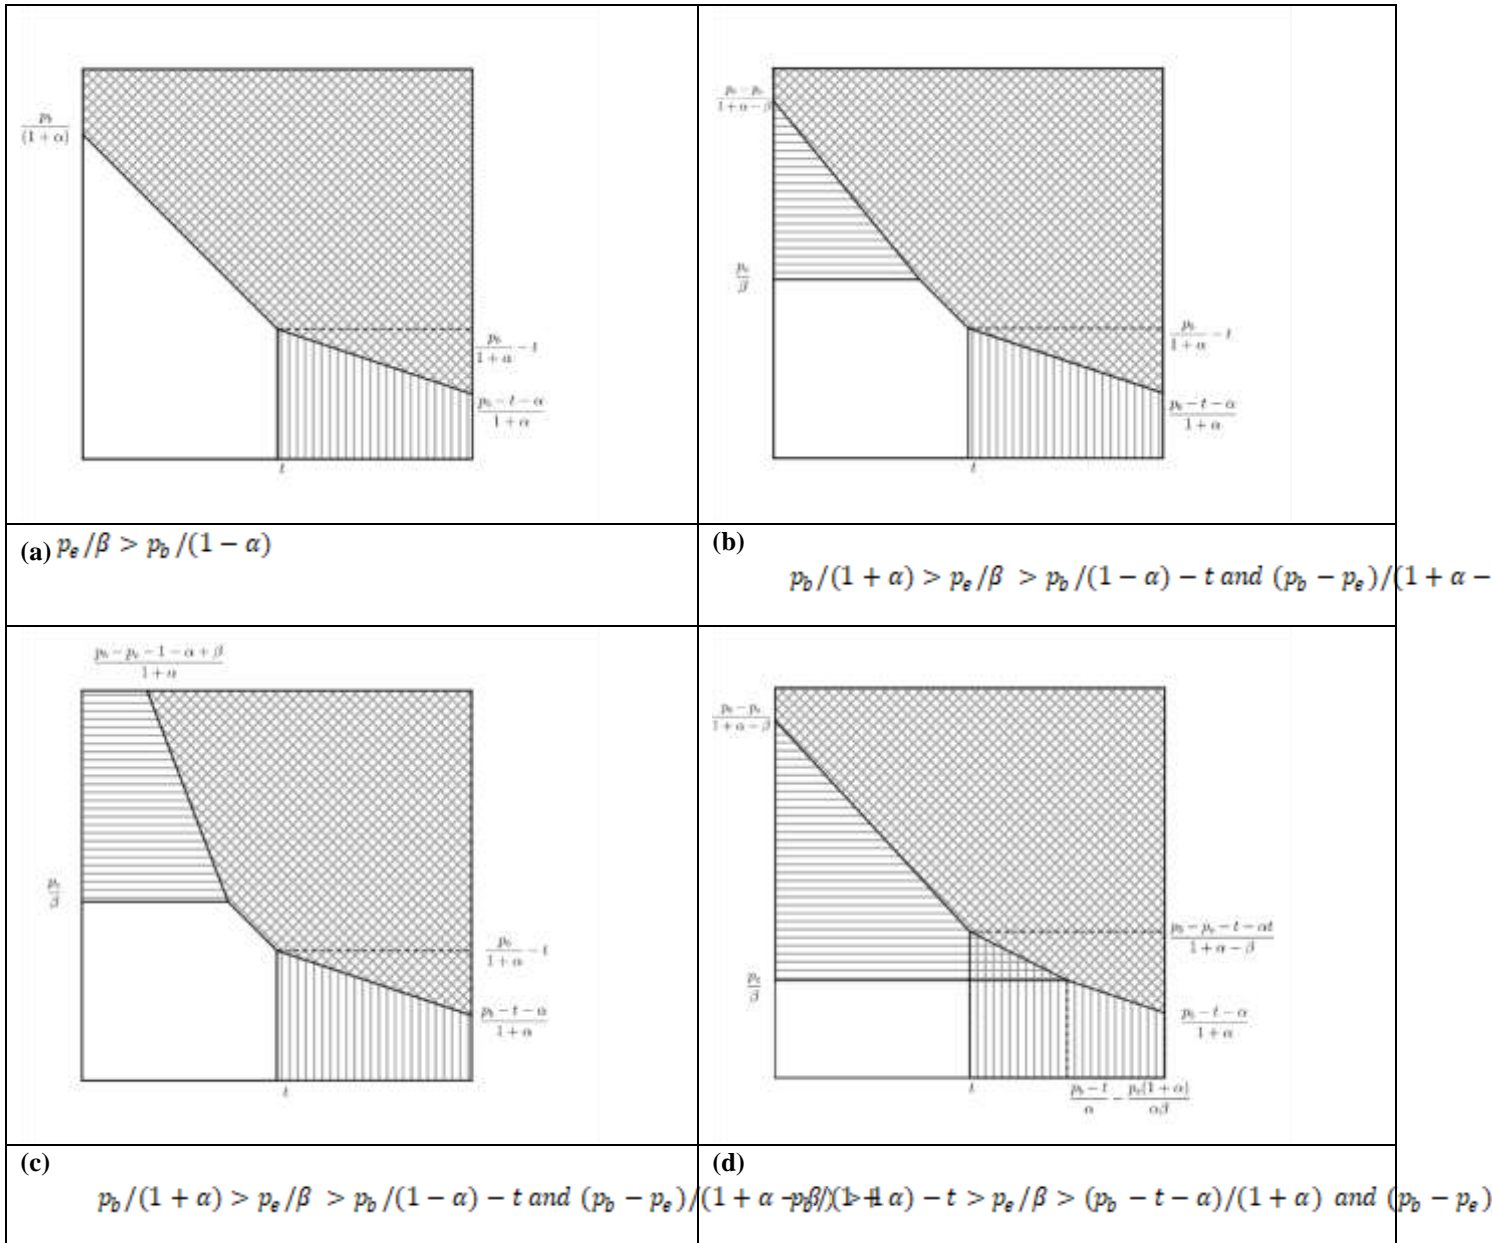 p_b/(1 + α)
p_b/(1 + α) − t
(p_b − t − α)/(1 + α)
t
(p_b − p_e)/(1 + α − β)
p_e/β
p_b/(1 + α) − t
(p_b − t − α)/(1 + α)
t
(a) p_e/β > p_b/(1 − α)
(b)
p_b/(1 + α) > p_e/β > p_b/(1 − α) − t and (p_b − p_e)/(1 + α −
(p_b − p_e − 1 − α + β)/(1 + α)
p_e/β
p_b/(1 + α) − t
(p_b − t − α)/(1 + α)
t
(p_b − p_e)/(1 + α − β)
(p_b − p_e − t − αt)/(1 + α − β)
p_e/β
(p_b − t − α)/(1 + α)
t
(p_b − t)/α − p_e(1 + α)/(αβ)
(c)
p_b/(1 + α) > p_e/β > p_b/(1 − α) − t and (p_b − p_e)/(1 + α
(d)
α) − t > p_e/β > (p_b − t − α)/(1 + α) and (p_b − p_e)